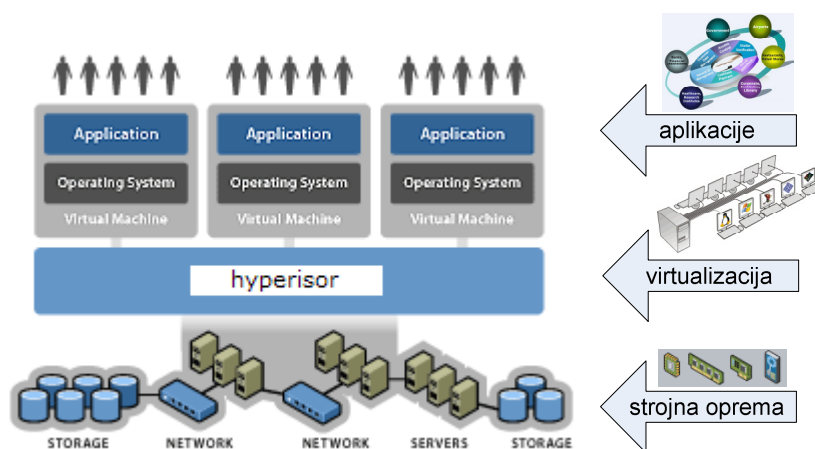 Application
Application
Application
Operating System
Operating System
Operating System
Virtual Machine
Virtual Machine
Virtual Machine
hyperisor
STORAGE
NETWORK
NETWORK
SERVERS
STORAGE
aplikacije
virtualizacija
strojna oprema